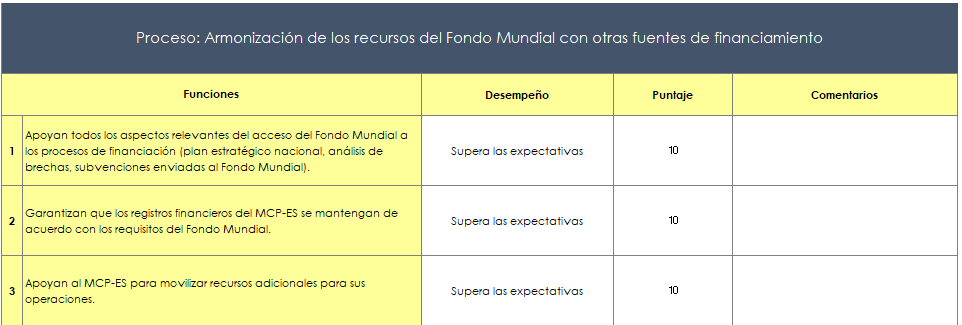 Proceso: Armonización de los recursos del Fondo Mundial con otras fuentes de financiamiento
Funciones
Desempeño
Puntaje
Comentarios
1
Apoyan todos los aspectos relevantes del acceso del Fondo Mundial a
los procesos de financiación (plan estratégico nacional, análisis de
brechas, subvenciones enviadas al Fondo Mundial).
Supera las expectativas
10
2
Garantizan que los registros financieros del MCP-ES se mantengan de
acuerdo con los requisitos del Fondo Mundial.
Supera las expectativas
10
3
Apoyan al MCP-ES para movilizar recursos adicionales para sus
operaciones.
Supera las expectativas
10